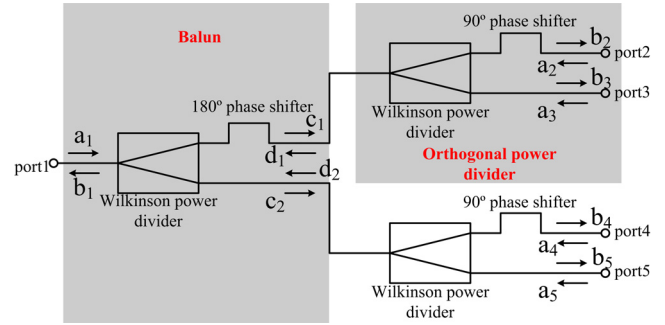 Balun
90º phase shifter
b2
port2
a2
b3
port3
a3
Wilkinson power
divider
Orthogonal power
divider
180º phase shifter
c1
d1
d2
c2
a1
port1
b1
Wilkinson power
divider
90º phase shifter
b4
port4
a4
b5
port5
a5
Wilkinson power
divider